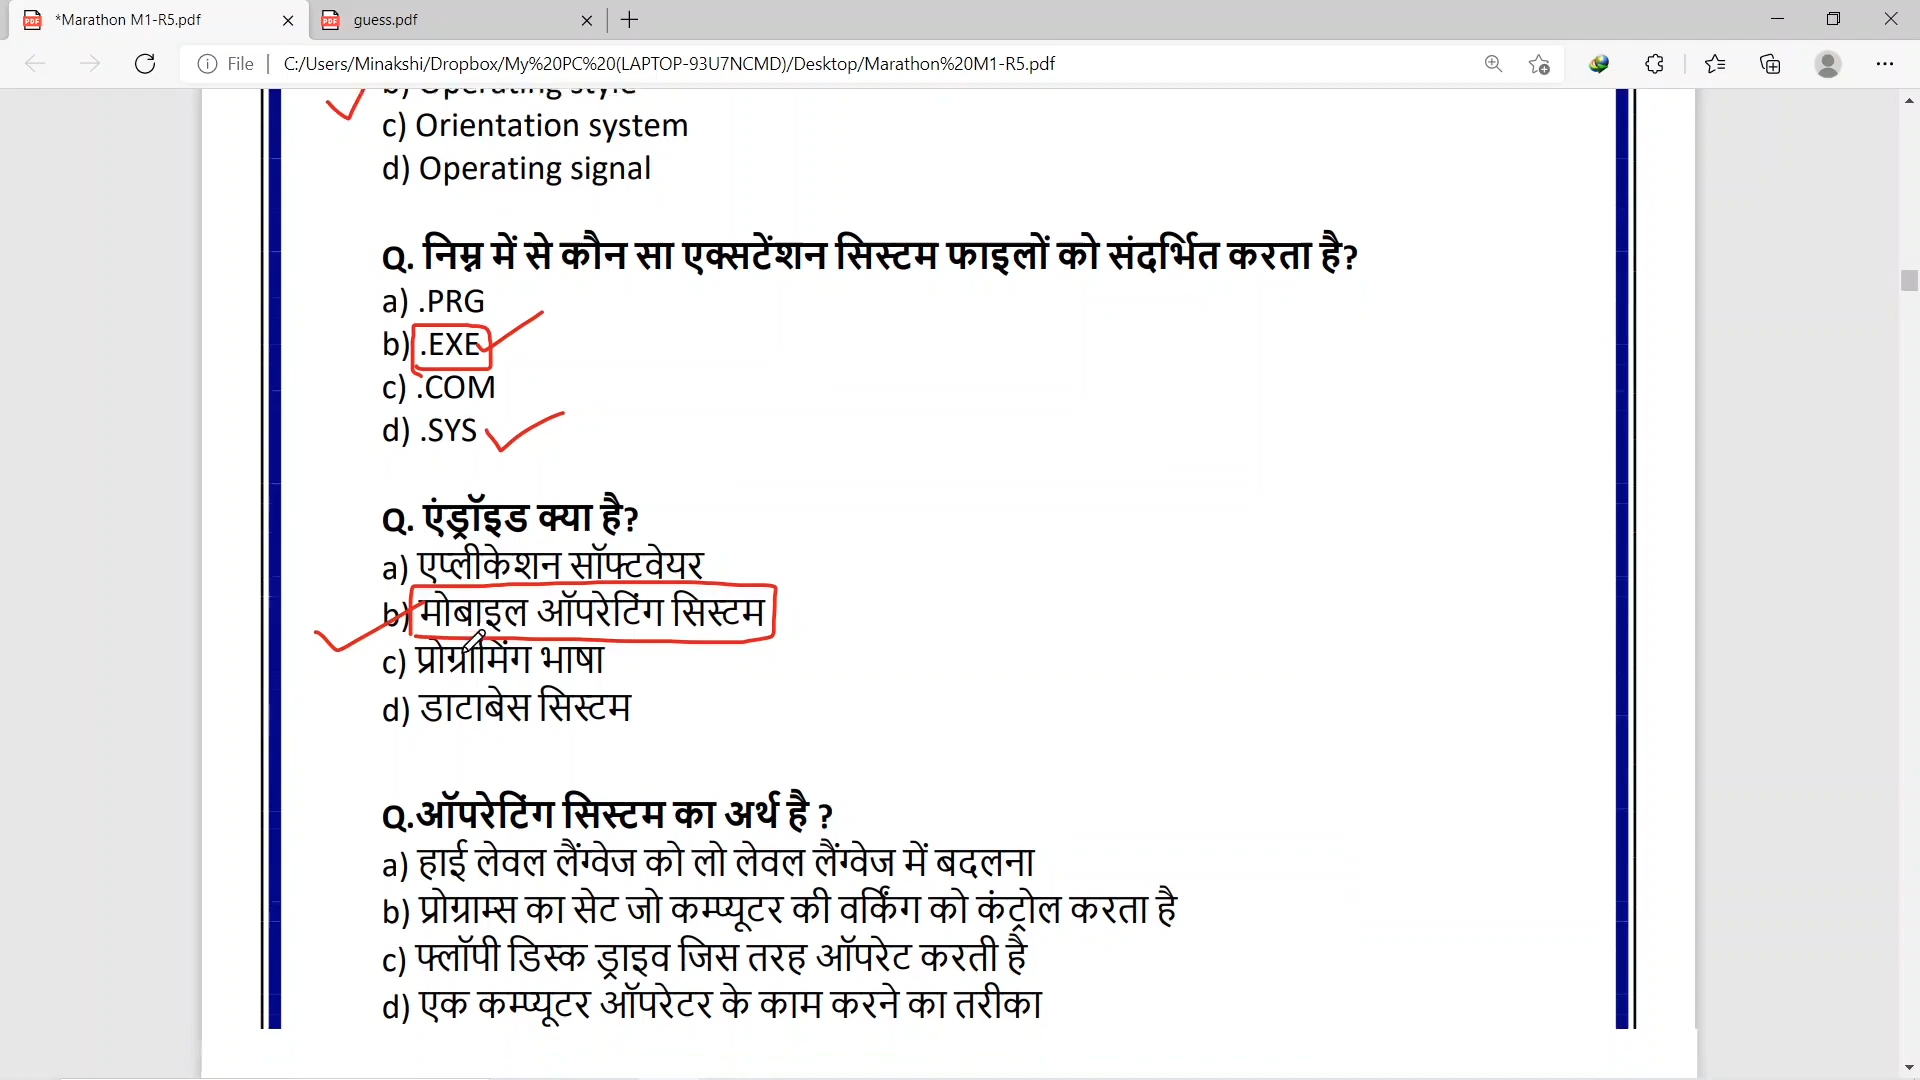 *Marathon M1-R5.pdf
guess.pdf
File
C:/Users/Minakshi/Dropbox/My%20PC%20(LAPTOP-93U7NCMD)/Desktop/Marathon%20M1-R5.pdf
b) Operating style
c) Orientation system
d) Operating signal
Q. निम्न में से कौन सा एक्सटेंशन सिस्टम फाइलों को संदर्भित करता है?
a) .PRG
b) .EXE
c) .COM
d) .SYS
Q. एंड्रॉइड क्या है?
a) एप्लीकेशन सॉफ्टवेयर
b) मोबाइल ऑपरेटिंग सिस्टम
c) प्रोग्रामिंग भाषा
d) डाटाबेस सिस्टम
Q.ऑपरेटिंग सिस्टम का अर्थ है ?
a) हाई लेवल लैंग्वेज को लो लेवल लैंग्वेज में बदलना
b) प्रोग्राम्स का सेट जो कम्प्यूटर की वर्किंग को कंट्रोल करता है
c) फ्लॉपी डिस्क ड्राइव जिस तरह ऑपरेट करती है
d) एक कम्प्यूटर ऑपरेटर के काम करने का तरीका